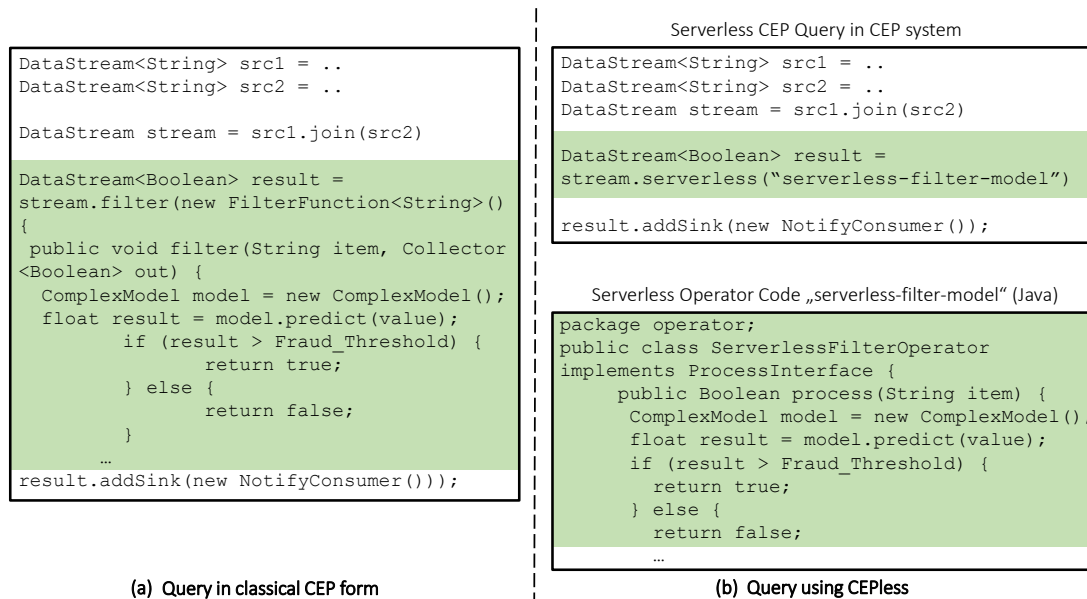 DataStream<String> src1 = ..
DataStream<String> src2 = ..
DataStream stream = src1.join(src2)
DataStream<Boolean> result =
stream.filter(new FilterFunction<String>()
{
public void filter(String item, Collector
<Boolean> out) {
ComplexModel model = new ComplexModel();
float result = model.predict(value);
if (result > Fraud_Threshold) {
return true;
} else {
return false;
}
…
result.addSink(new NotifyConsumer()));
(a) Query in classical CEP form
Serverless CEP Query in CEP system
DataStream<String> src1 = ..
DataStream<String> src2 = ..
DataStream stream = src1.join(src2)
DataStream<Boolean> result =
stream.serverless(“serverless-filter-model”)
result.addSink(new NotifyConsumer());
Serverless Operator Code „serverless-filter-model“ (Java)
package operator;
public class ServerlessFilterOperator
implements ProcessInterface {
public Boolean process(String item) {
ComplexModel model = new ComplexModel()
float result = model.predict(value);
if (result > Fraud_Threshold) {
return true;
} else {
return false;
…
(b) Query using CEPless